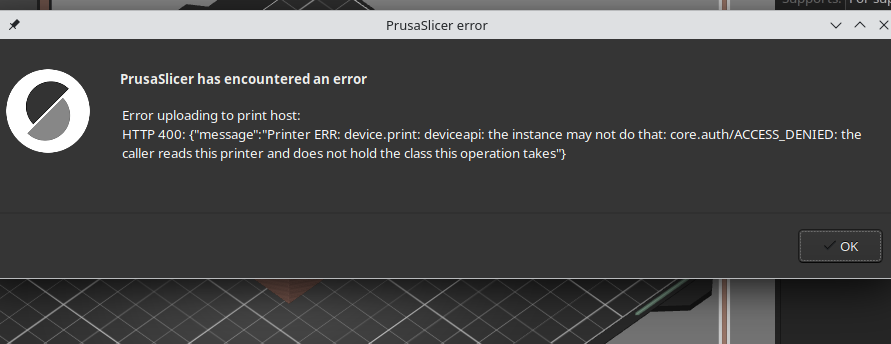 Supports:
PrusaSlicer error
PrusaSlicer has encountered an error
Error uploading to print host:
HTTP 400: {"message":"Printer ERR: device.print: deviceapi: the instance may not do that: core.auth/ACCESS_DENIED: the
caller reads this printer and does not hold the class this operation takes"}
OK